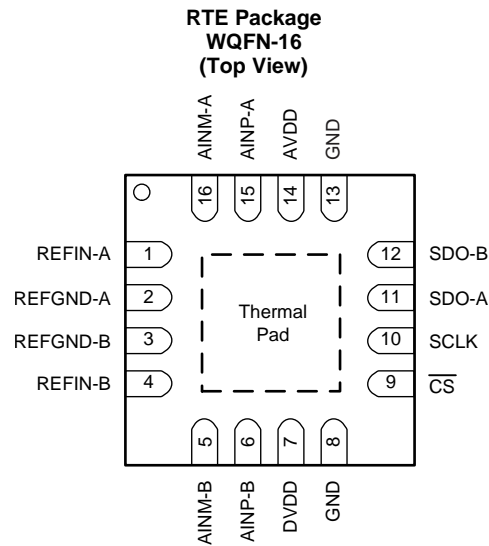 RTE Package
WQFN-16
(Top View)
AINM-A
AINP-A
AVDD
GND
16
15
14
13
REFIN-A 1
REFGND-A 2
REFGND-B 3
REFIN-B 4
Thermal
Pad
12 SDO-B
11 SDO-A
10 SCLK
9 C̅S̅
5
6
7
8
AINM-B
AINP-B
DVDD
GND